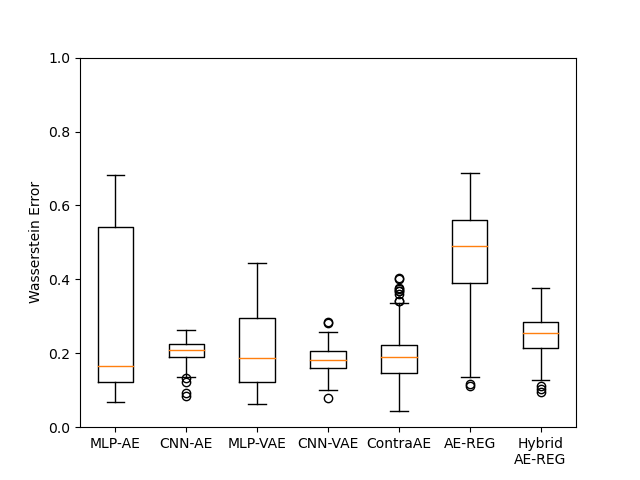 1.0
0.8
0.6
0.4
0.2
0.0
Wasserstein Error
MLP-AE CNN-AE MLP-VAE CNN-VAE ContraAE AE-REG Hybrid
AE-REG